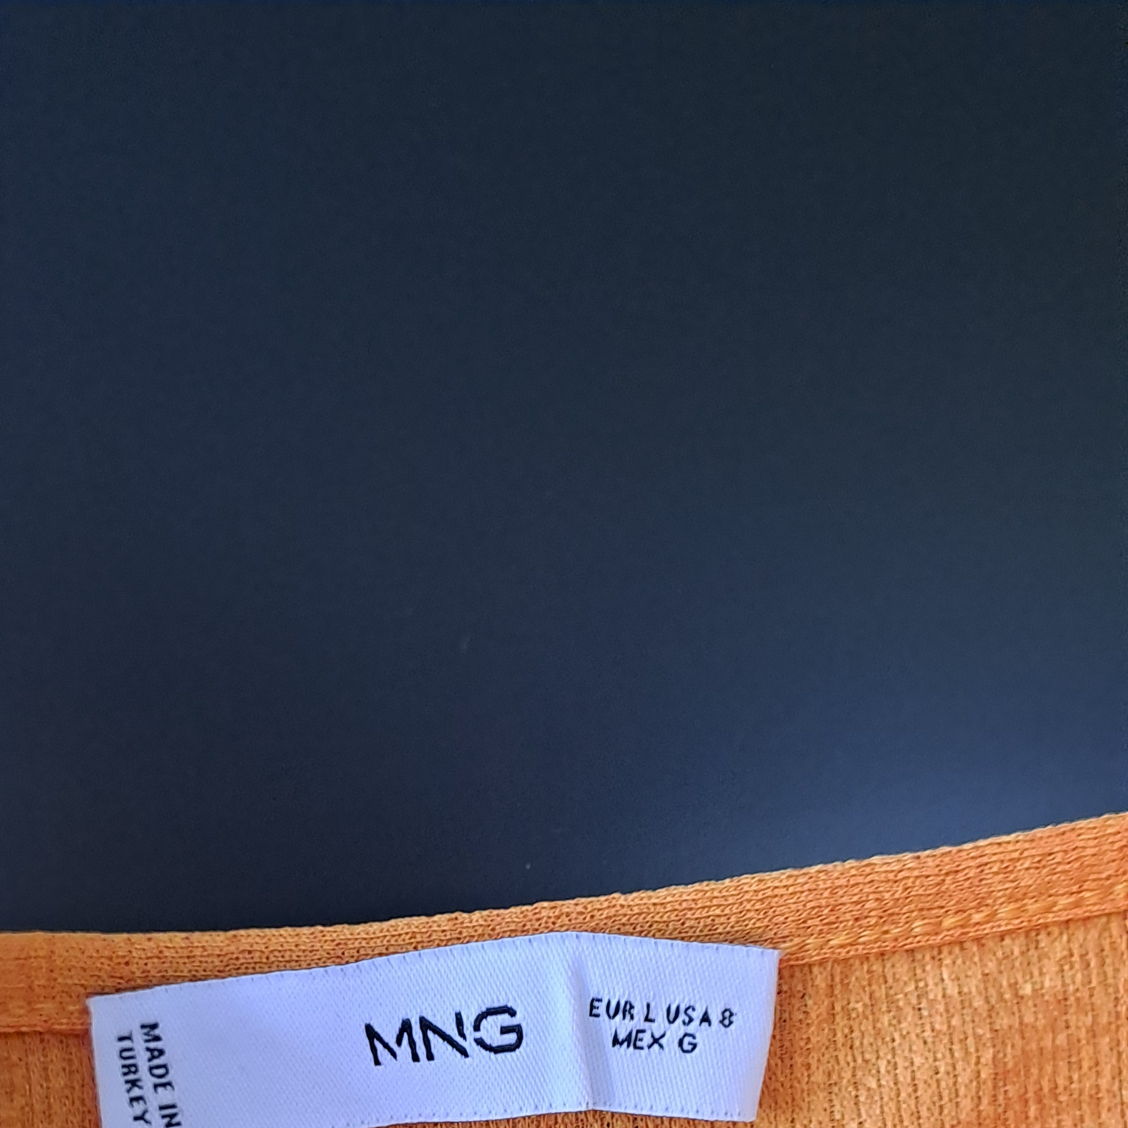 MADE IN
TURKEY
MNG
EUR L USA 8
MEX G